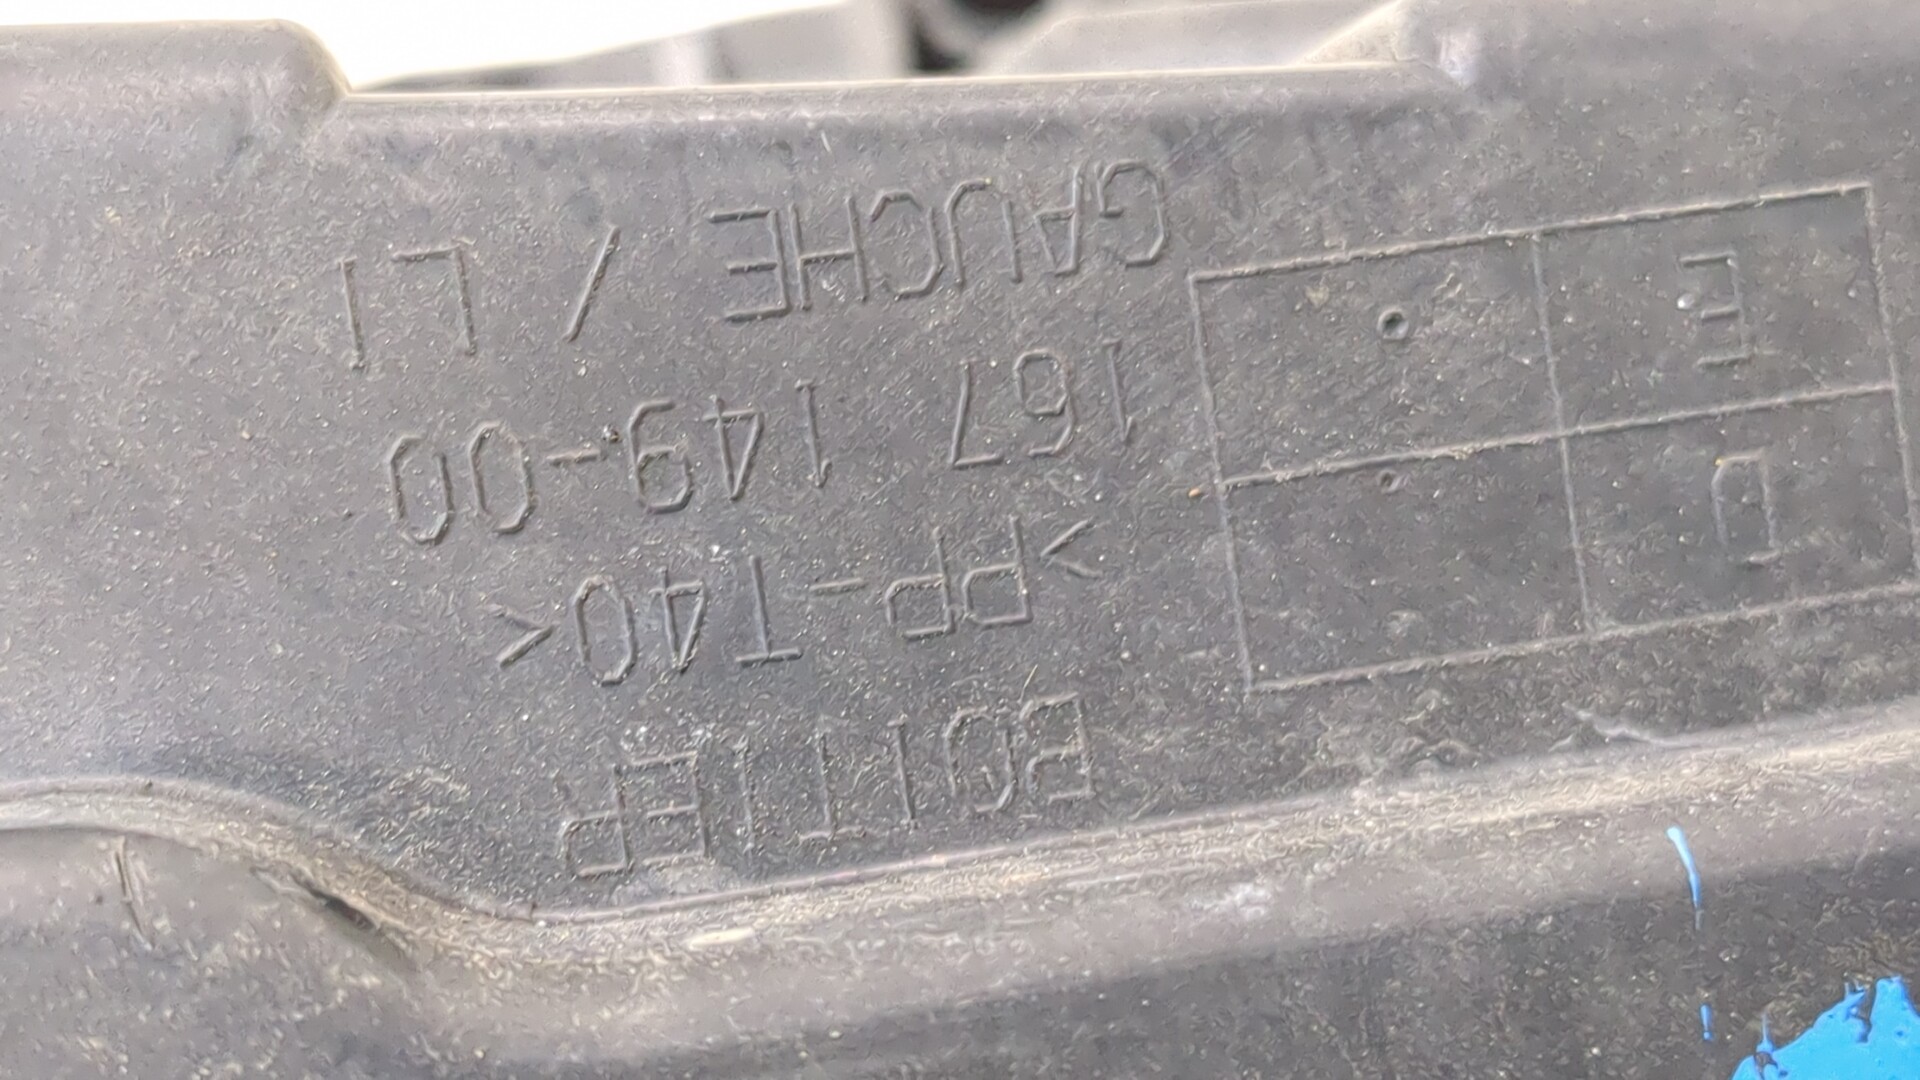 BOITIER
>PP-T40<
167 149-00
GAUCHE / LI
D
E